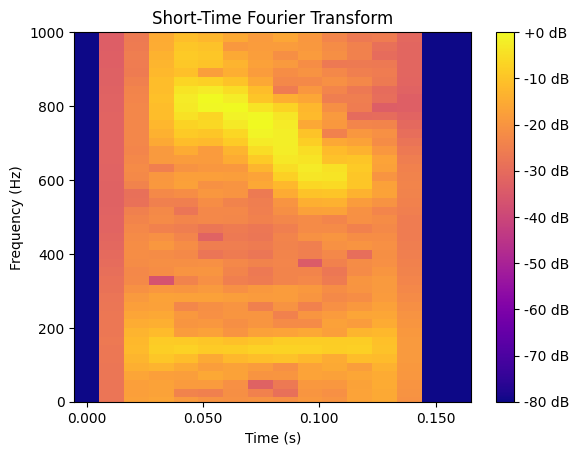 Short-Time Fourier Transform
1000
800
600
400
200
0
Frequency (Hz)
0.000
0.050
0.100
0.150
Time (s)
+0 dB
-10 dB
-20 dB
-30 dB
-40 dB
-50 dB
-60 dB
-70 dB
-80 dB